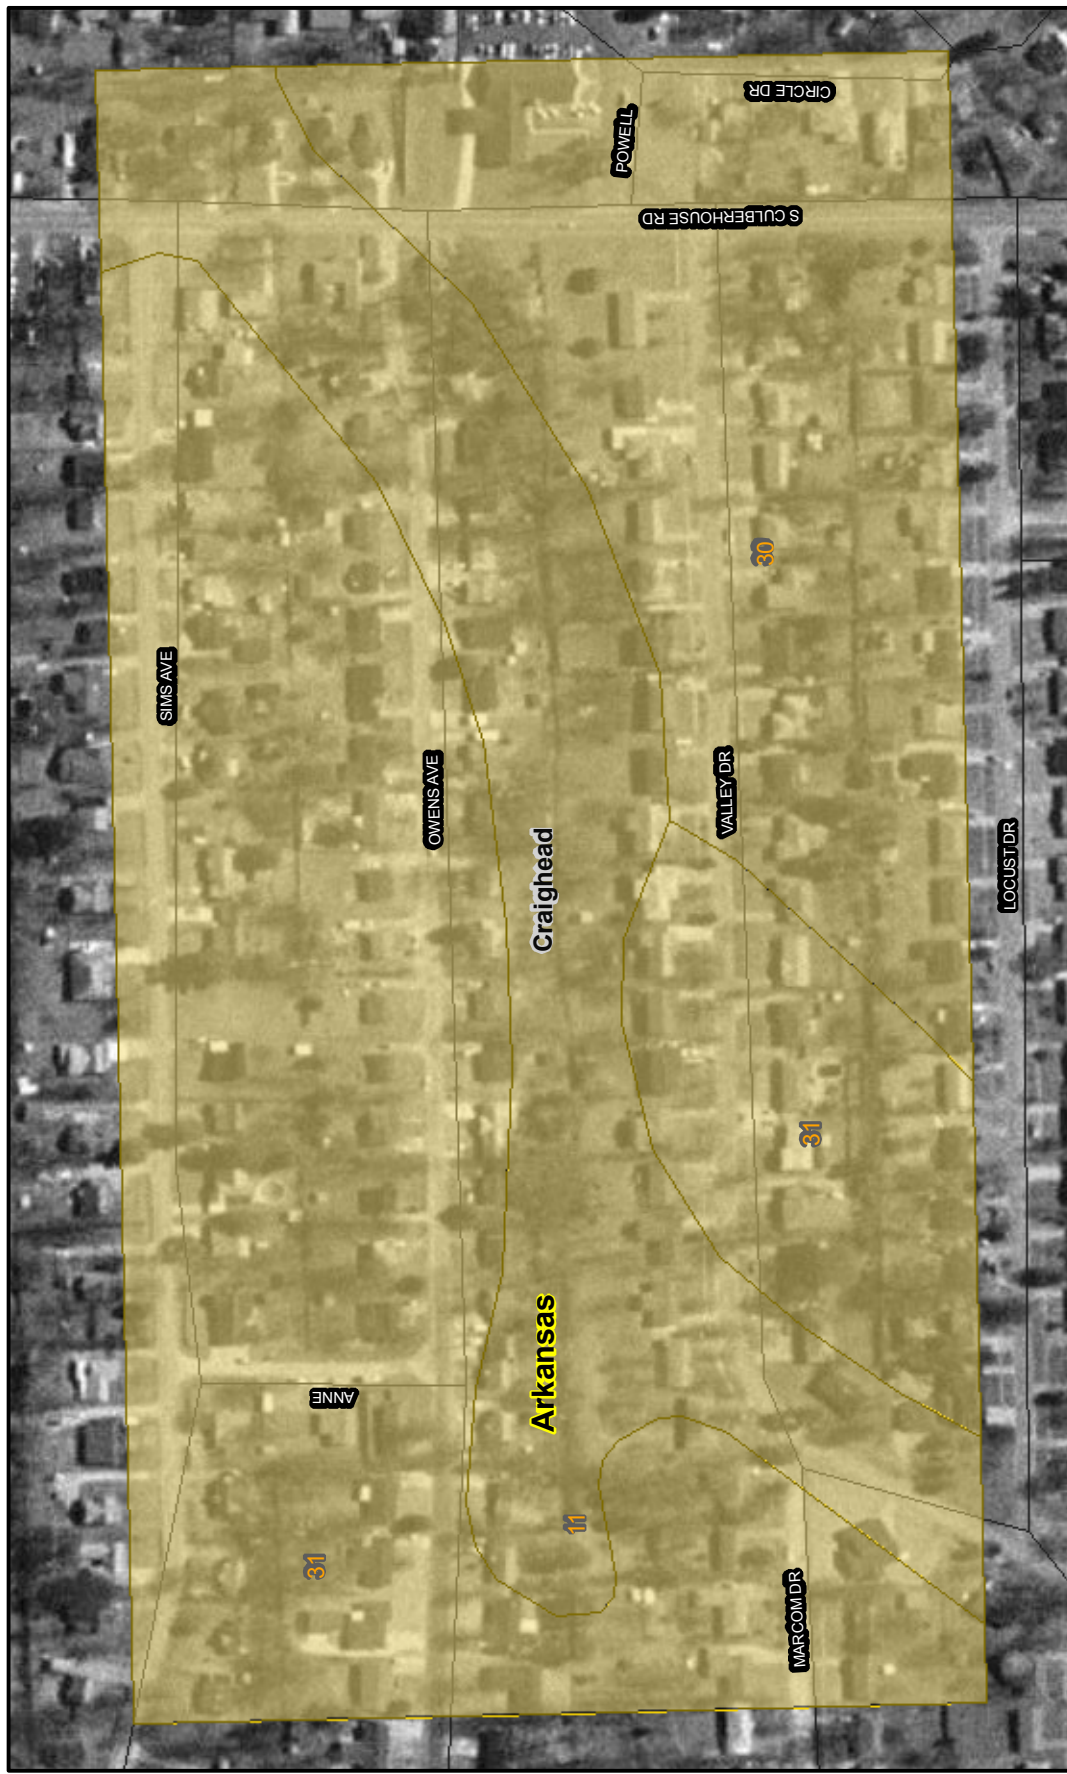 CIRCLE DR
POWELL
S CULBERHOUSE RD
30
SIMS AVE
OWENS AVE
VALLEY DR
Craighead
LOCUST DR
31
Arkansas
ANNE
11
31
MARCOM DR